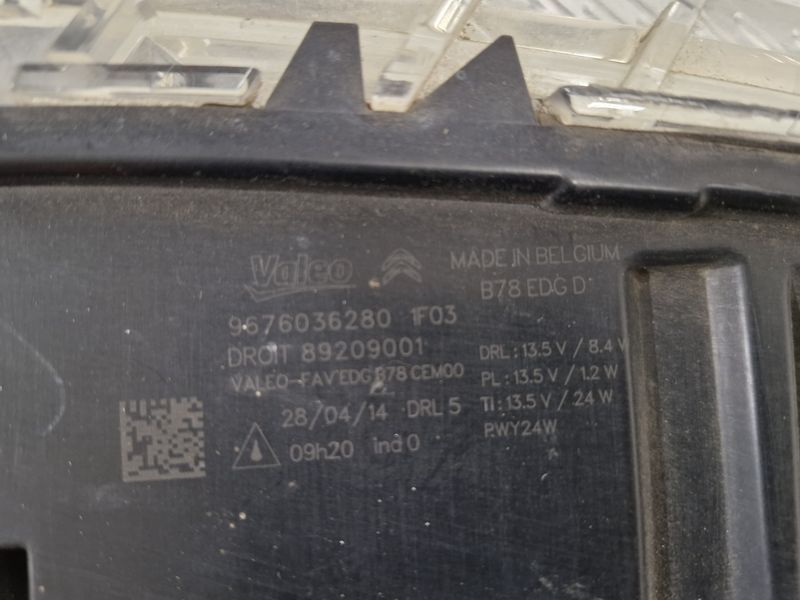 Valeo MADE IN BELGIUM
B78 EDG D
9676036280 1F03
DROIT 89209001
VALEO-FAV EDG B78 CEM00
28/04/14 DRL 5
09h20 ind 0
DRL : 13.5 V / 8.4 W
PL : 13.5 V / 1.2 W
TI : 13.5 V / 24 W
PWY24W